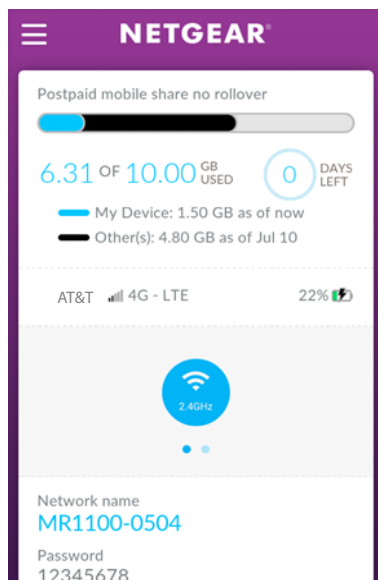 NETGEAR®
Postpaid mobile share no rollover
6.31 OF 10.00 GB USED 0 DAYS LEFT
My Device: 1.50 GB as of now
Other(s): 4.80 GB as of Jul 10
AT&T 4G - LTE 22%
2.4GHz
Network name
MR1100-0504
Password
12345678